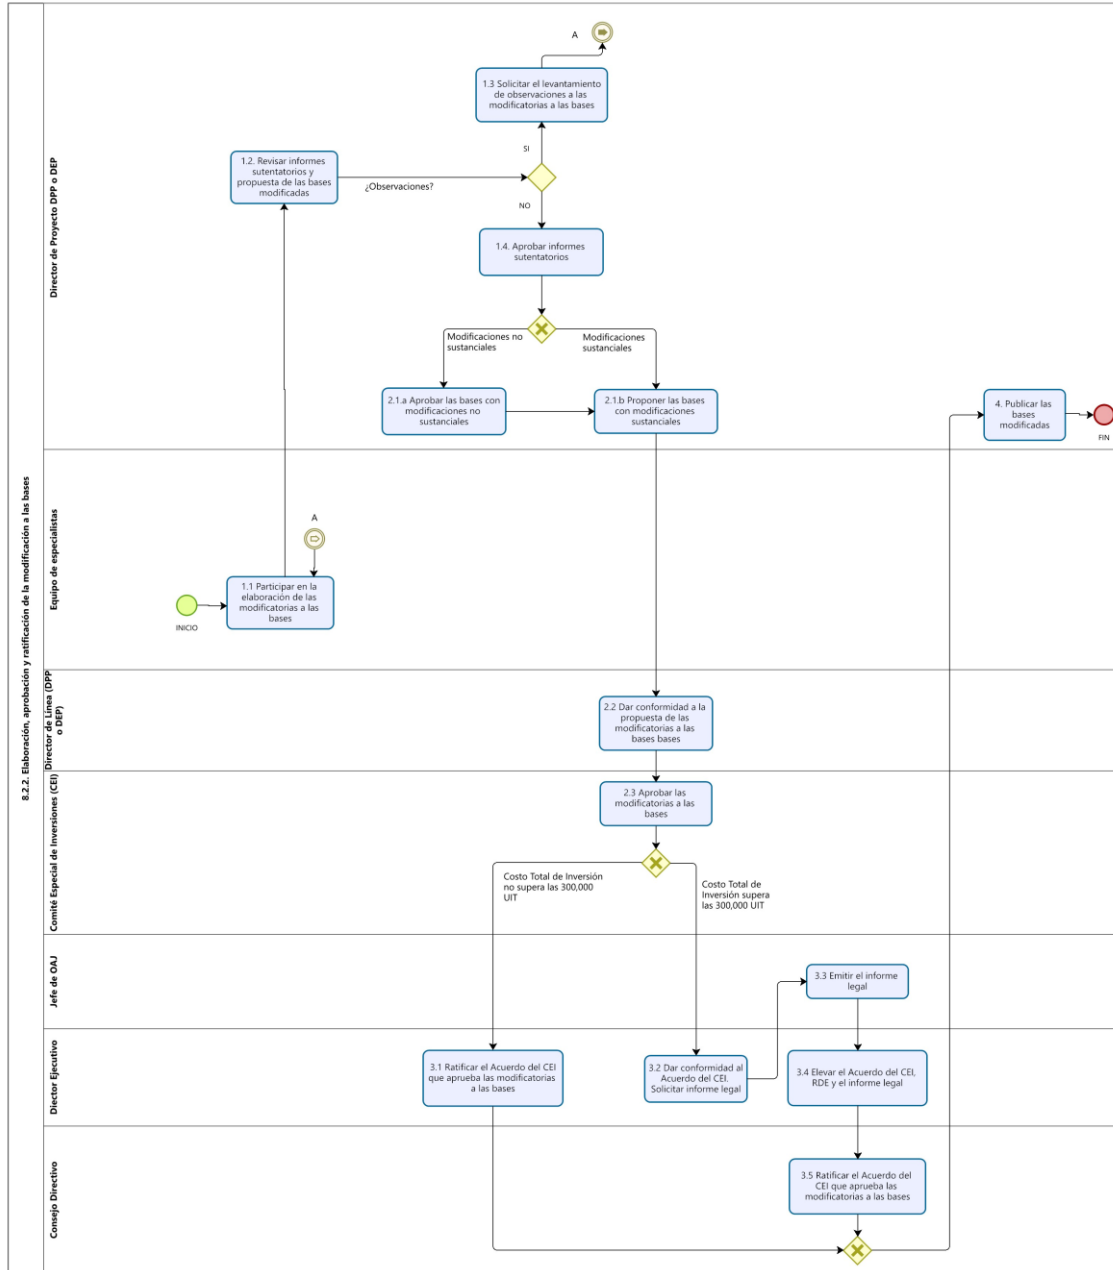 8.2.2. Elaboración, aprobación y ratificación de la modificación a las bases
Director de Proyecto DPP o DEP
A
1.3 Solicitar el levantamiento
de observaciones a las
modificatorias a las bases
SI
1.2. Revisar informes
sutentatorios y
propuesta de las bases
modificadas
¿Observaciones?
NO
1.4. Aprobar informes
sutentatorios
Modificaciones no
sustanciales
Modificaciones
sustanciales
2.1.a Aprobar las bases con
modificaciones no
sustanciales
2.1.b Proponer las bases
con modificaciones
sustanciales
4. Publicar las
bases
modificadas
FIN
Equipo de especialistas
A
1.1 Participar en la
elaboración de las
modificatorias a las
bases
INICIO
Director de Línea (DPP
o DEP)
2.2 Dar conformidad a la
propuesta de las
modificatorias a las
bases bases
Comité Especial de Inversiones (CEI)
2.3 Aprobar las
modificatorias a las
bases
Costo Total de Inversión
no supera las 300,000
UIT
Costo Total de
Inversión supera
las 300,000 UIT
Jefe de OAJ
3.3 Emitir el informe
legal
Diector Ejecutivo
3.1 Ratificar el Acuerdo del CEI
que aprueba las modificatorias
a las bases
3.2 Dar conformidad al
Acuerdo del CEI.
Solicitar informe legal
3.4 Elevar el Acuerdo del CEI,
RDE y el informe legal
Consejo Directivo
3.5 Ratificar el Acuerdo del
CEI que aprueba las
modificatorias a las bases